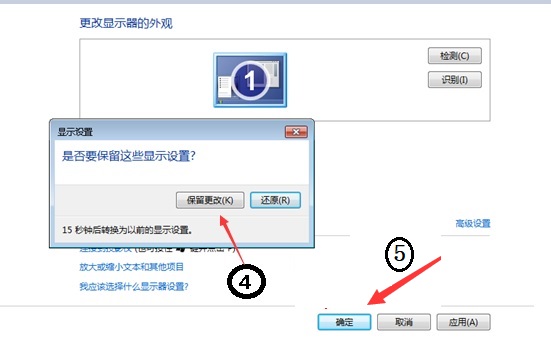 更改显示器的外观
检测(C)
1
识别(I)
显示设置
是否要保留这些显示设置?
保留更改(K)
还原(R)
15 秒钟后转换为以前的显示设置。
高级设置
连接到投影仪 (也可按住 键并点击 P)
放大或缩小文本和其他项目
④
⑤
我应该选择什么显示器设置?
确定
取消
应用(A)